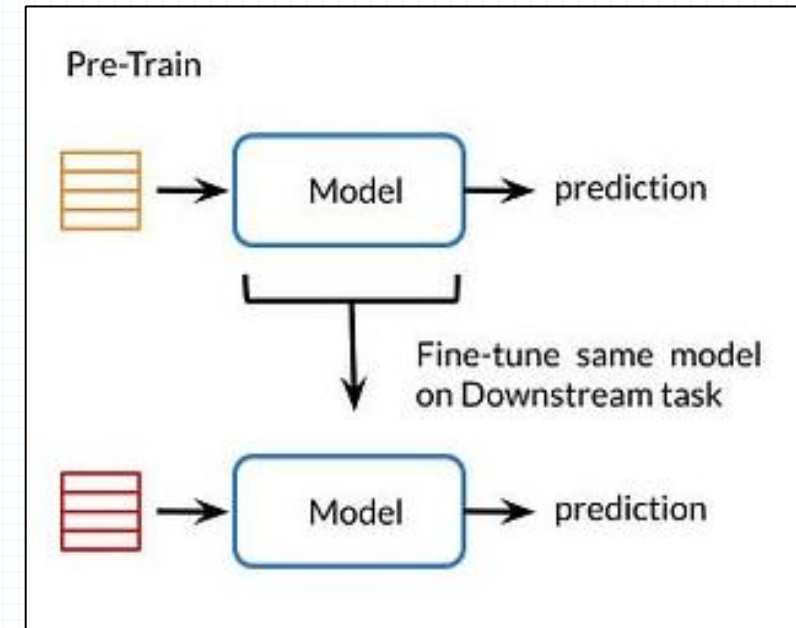 Pre-Train
Model
prediction
Fine-tune same model
on Downstream task
Model
prediction